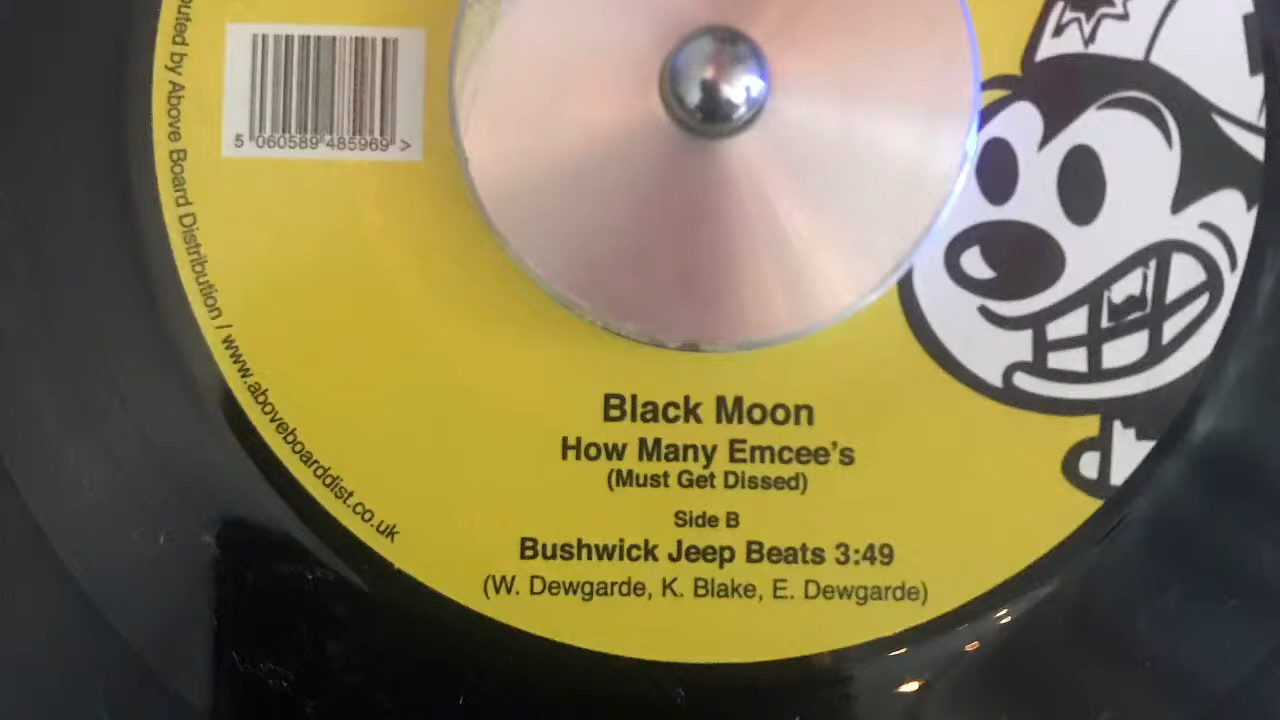 5 060589 485969 >
by Above Board Distribution / www.aboveboarddist.co.uk
Black Moon
How Many Emcee's
(Must Get Dissed)
Side B
Bushwick Jeep Beats 3:49
(W. Dewgarde, K. Blake, E. Dewgarde)